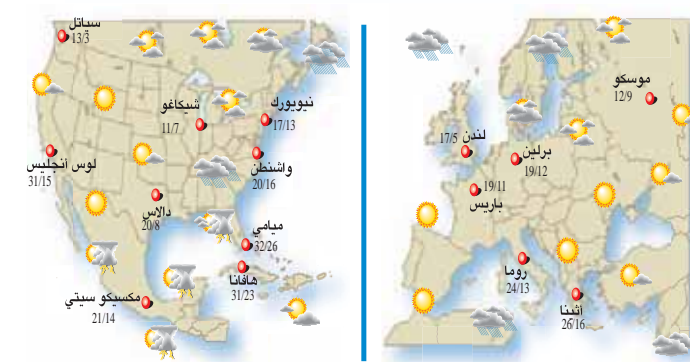 سياتل
13/3
شيكاغو
11/7
نيويورك
17/13
لوس أنجليس
31/15
واشنطن
20/16
دالاس
20/8
ميامي
32/26
هافانا
31/23
مكسيكو سيتي
21/14
موسكو
12/9
لندن
17/5
برلين
19/12
19/11
باريس
روما
24/13
أثينا
26/16